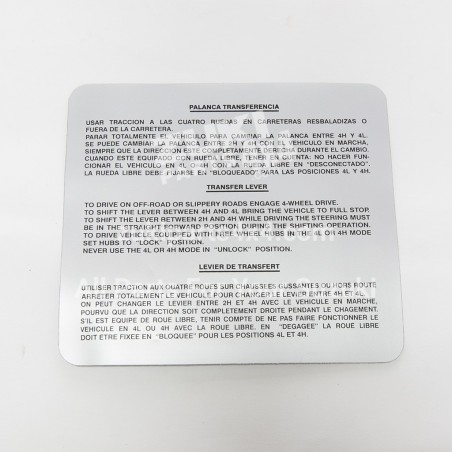 PALANCA TRANSFERENCIA
USAR TRACCION A LAS CUATRO RUEDAS EN CARRETERAS RESBALADIZAS O
FUERA DE LA CARRETERA.
PARAR TOTALMENTE EL VEHICULO PARA CAMBIAR LA PALANCA ENTRE 4H Y 4L.
SE PUEDE CAMBIAR LA PALANCA ENTRE 2H Y 4H CON EL VEHICULO EN MARCHA,
SIEMPRE QUE LA DIRECCION ESTE COMPLETAMENTE DERECHA DURANTE EL CAMBIO.
CUANDO ESTE EQUIPADO CON RUEDA LIBRE, TENER EN CUENTA: NO HACER FUN-
CIONAR EL VEHICULO EN 4L O 4H CON LA RUEDA LIBRE EN "DESCONECTADO".
LA RUEDA LIBRE DEBE FIJARSE EN "BLOQUEADO" PARA LAS POSICIONES 4L Y 4H.
TRANSFER LEVER
TO DRIVE ON OFF-ROAD OR SLIPPERY ROADS ENGAGE 4-WHEEL DRIVE.
TO SHIFT THE LEVER BETWEEN 4H AND 4L BRING THE VEHICLE TO FULL STOP.
TO SHIFT THE LEVER BETWEEN 2H AND 4H WHILE DRIVING THE STEERING MUST
BE IN THE STRAIGHT FORWARD POSITION DURING THE SHIFTING OPERATION.
TO DRIVE VEHICLE EQUIPPED WITH FREE WHEEL HUBS IN THE 4L OR 4H MODE
SET HUBS TO "LOCK" POSITION.
NEVER USE THE 4L OR 4H MODE IN "UNLOCK" POSITION.
LEVIER DE TRANSFERT
UTILISER TRACTION AUX QUATRE ROUES SUR CHAUSSEES GLISSANTES OU HORS ROUTE
ARRETER TOTALEMENT LE VEHICULE POUR CHANGER LE LEVIER ENTRE 4H ET 4L.
ON PEUT CHANGER LE LEVIER ENTRE 2H ET 4H AVEC LE VEHICULE EN MARCHE,
POURVU QUE LA DIRECTION SOIT COMPLETEMENT DROITE PENDANT LE CHAGEMENT.
S'IL EST EQUIPE DE ROUE LIBRE, TENIR COMPTE DE NE PAS FAIRE FONCTIONNER LE
VEHICULE EN 4L OU 4H AVEC LA ROUE LIBRE. EN "DEGAGEE" LA ROUE LIBRE
DOIT ETRE FIXEE EN "BLOQUEE" POUR LES POSITIONS 4L ET 4H.